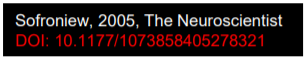 Sofroniew, 2005, The Neuroscientist
DOI: 10.1177/1073858405278321